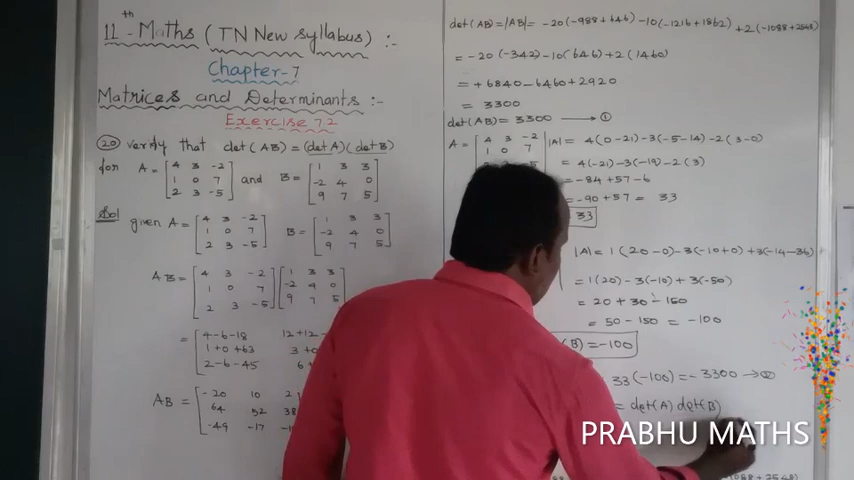 11th - Maths (TN New syllabus) :-
Chapter-7
Matrices and Determinants :-
Exercise 7.2
(20) verify that det(AB) = (det A) (det B)
for A = [4 3 -2 and B = [1 3 3
1 0 7 -2 4 0
2 3 -5] 9 7 5]
Sol given A = [4 3 -2 B = [1 3 3
1 0 7 -2 4 0
2 3 -5] 9 7 5]
AB = [4 3 -2 [1 3 3
1 0 7 -2 4 0
2 3 -5] 9 7 5]
= [4-6-18 12+12-
1+0+63 3+0
2-6-45 6+
AB = [-20 10 2
64 52 38
-49 -17 -1
det(AB) = |AB| = -20(-988+646) -10(-1216+1862) +2(-1088+2548)
= -20(-342) -10(646) +2(1460)
= +6840 -6460 +2920
= 3300
det(AB) = 3300 → ①
A = [4 3 -2 |A| = 4(0-21) -3(-5-14) -2(3-0)
1 0 7
= 4(-21) -3(-19) -2(3)
= -84 +57 -6
= -90 +57 = 33
33
|A| = 1(20-0) -3(-10+0) +3(-14-36)
= 1(20) -3(-10) +3(-50)
= 20 + 30 - 150
= 50 - 150 = -100
(B) = -100
33(-100) = -3300 → ②
= det(A) det(B)
PRABHU MATHS